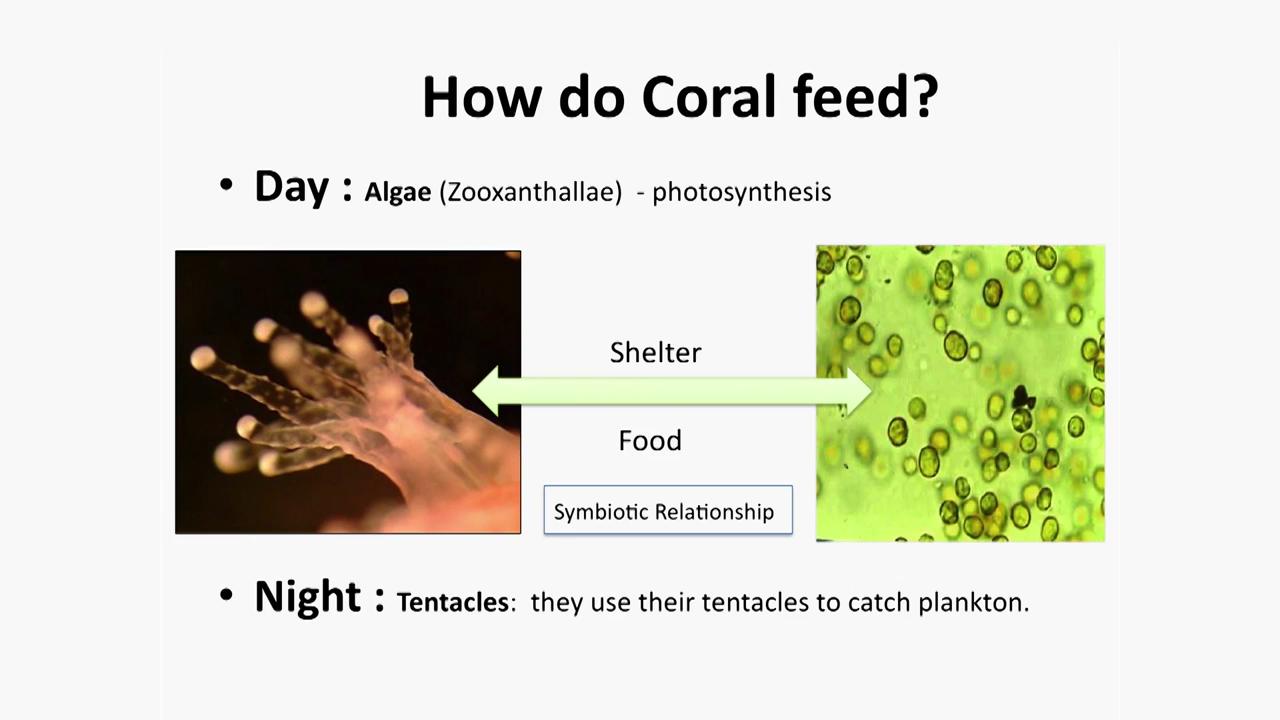 How do Coral feed?
• Day : Algae (Zooxanthallae) - photosynthesis
Shelter
Food
Symbiotic Relationship
• Night : Tentacles: they use their tentacles to catch plankton.